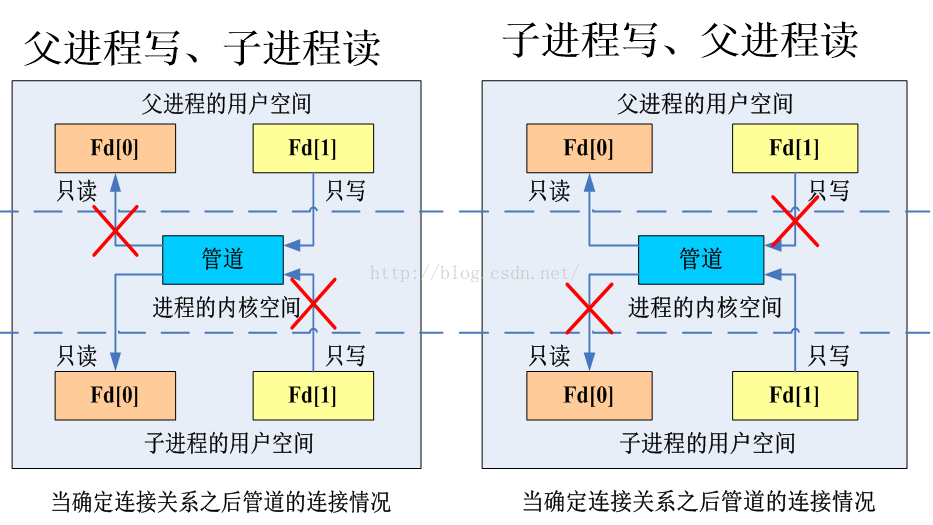 父进程写、子进程读
父进程的用户空间
Fd[0]
Fd[1]
只读
只写
管道
进程的内核空间
只读
只写
Fd[0]
Fd[1]
子进程的用户空间
当确定连接关系之后管道的连接情况
子进程写、父进程读
父进程的用户空间
Fd[0]
Fd[1]
只读
只写
管道
进程的内核空间
只读
只写
Fd[0]
Fd[1]
子进程的用户空间
当确定连接关系之后管道的连接情况
http://blog.csdn.net/